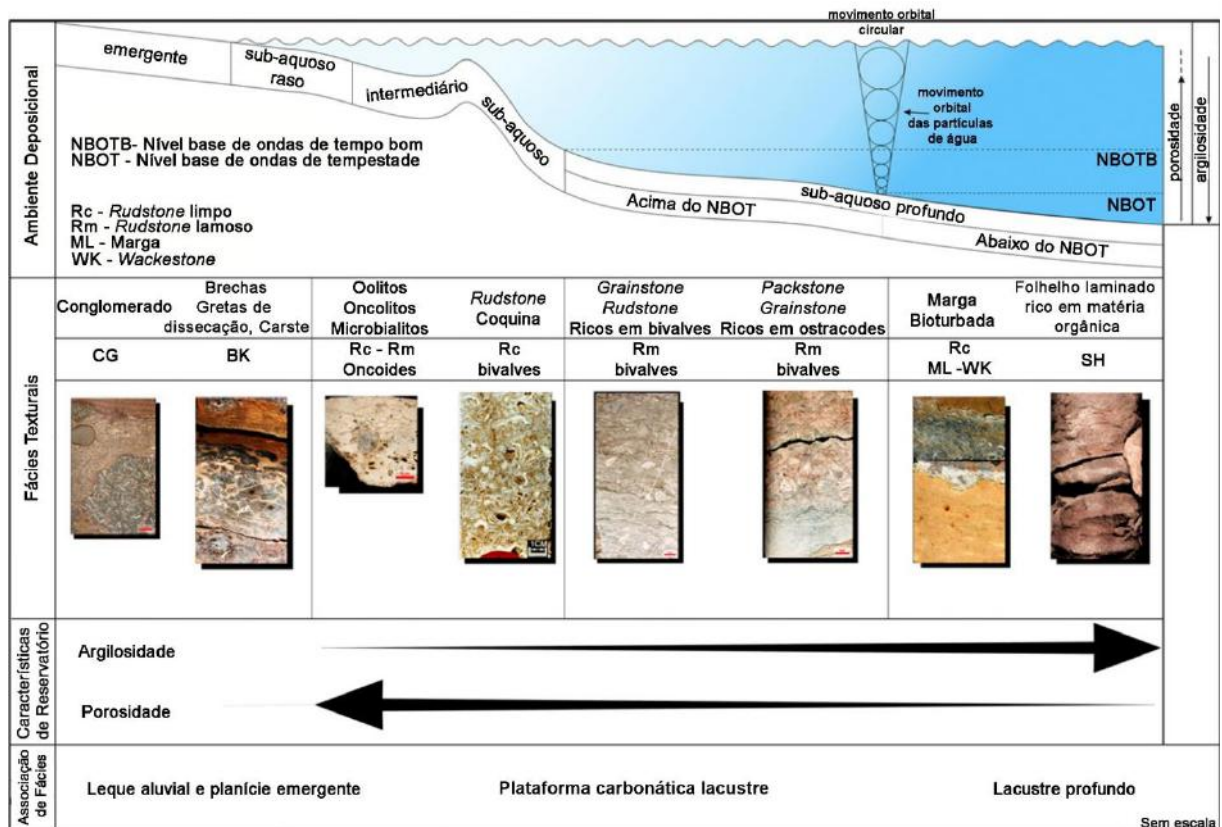 movimento orbital
circular
Ambiente Deposicional
emergente
sub-aquoso
raso
intermediário
sub-aquoso
movimento
orbital
das partículas
de água
NBOTB- Nível base de ondas de tempo bom
NBOT - Nível base de ondas de tempestade
NBOTB
NBOT
porosidade
argilosidade
Acima do NBOT
sub-aquoso profundo
Abaixo do NBOT
Rc - Rudstone limpo
Rm - Rudstone lamoso
ML - Marga
WK - Wackestone
Fácies Texturais
Conglomerado
Brechas
Gretas de
dissecação, Carste
Oolitos
Oncolitos
Microbialitos
Rudstone
Coquina
Grainstone
Rudstone
Ricos em bivalves
Packstone
Grainstone
Ricos em ostracodes
Marga
Bioturbada
Folhelho laminado
rico em matéria
orgânica
CG
BK
Rc - Rm
Oncoides
Rc
bivalves
Rm
bivalves
Rm
bivalves
Rc
ML -WK
SH
1CM
Características
de Reservatório
Argilosidade
Porosidade
Associação
de Fácies
Leque aluvial e planície emergente
Plataforma carbonática lacustre
Lacustre profundo
Sem escala